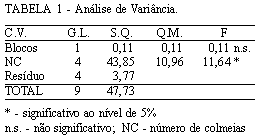 TABELA 1 - Análise de Variância.
C.V. G.L. S.Q. Q.M. F
Blocos 1 0,11 0,11 0,11 n.s.
NC 4 43,85 10,96 11,64 *
Resíduo 4 3,77
TOTAL 9 47,73
* - significativo ao nível de 5%
n.s. - não significativo; NC - número de colmeias